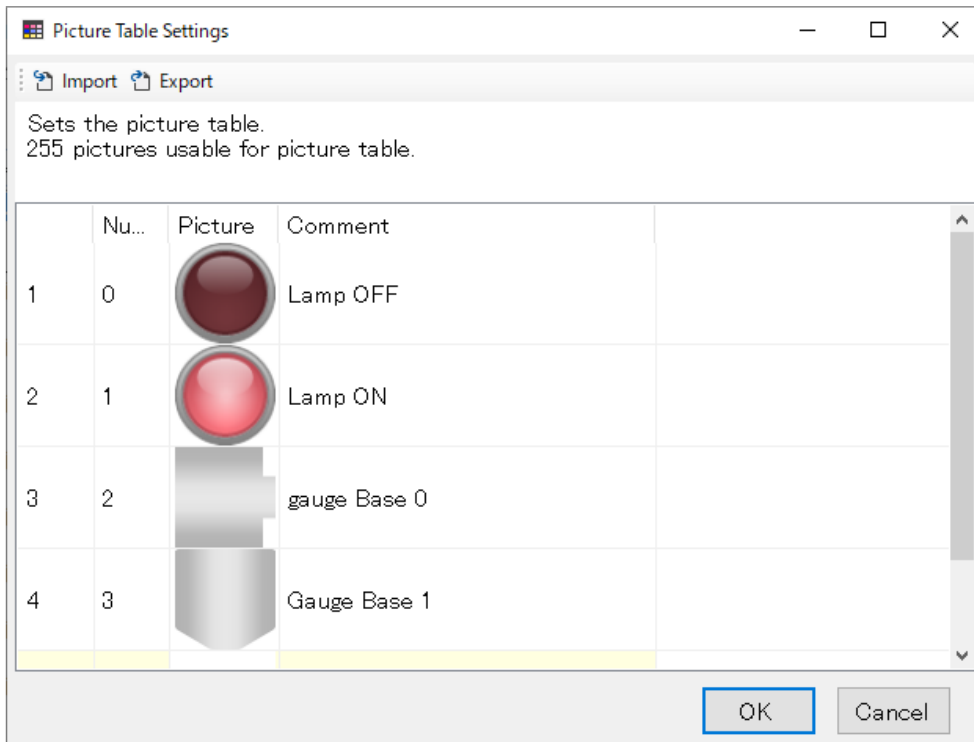 Picture Table Settings
Import Export
Sets the picture table.
255 pictures usable for picture table.
Nu... Picture Comment
1 0 Lamp OFF
2 1 Lamp ON
3 2 gauge Base 0
4 3 Gauge Base 1
OK Cancel